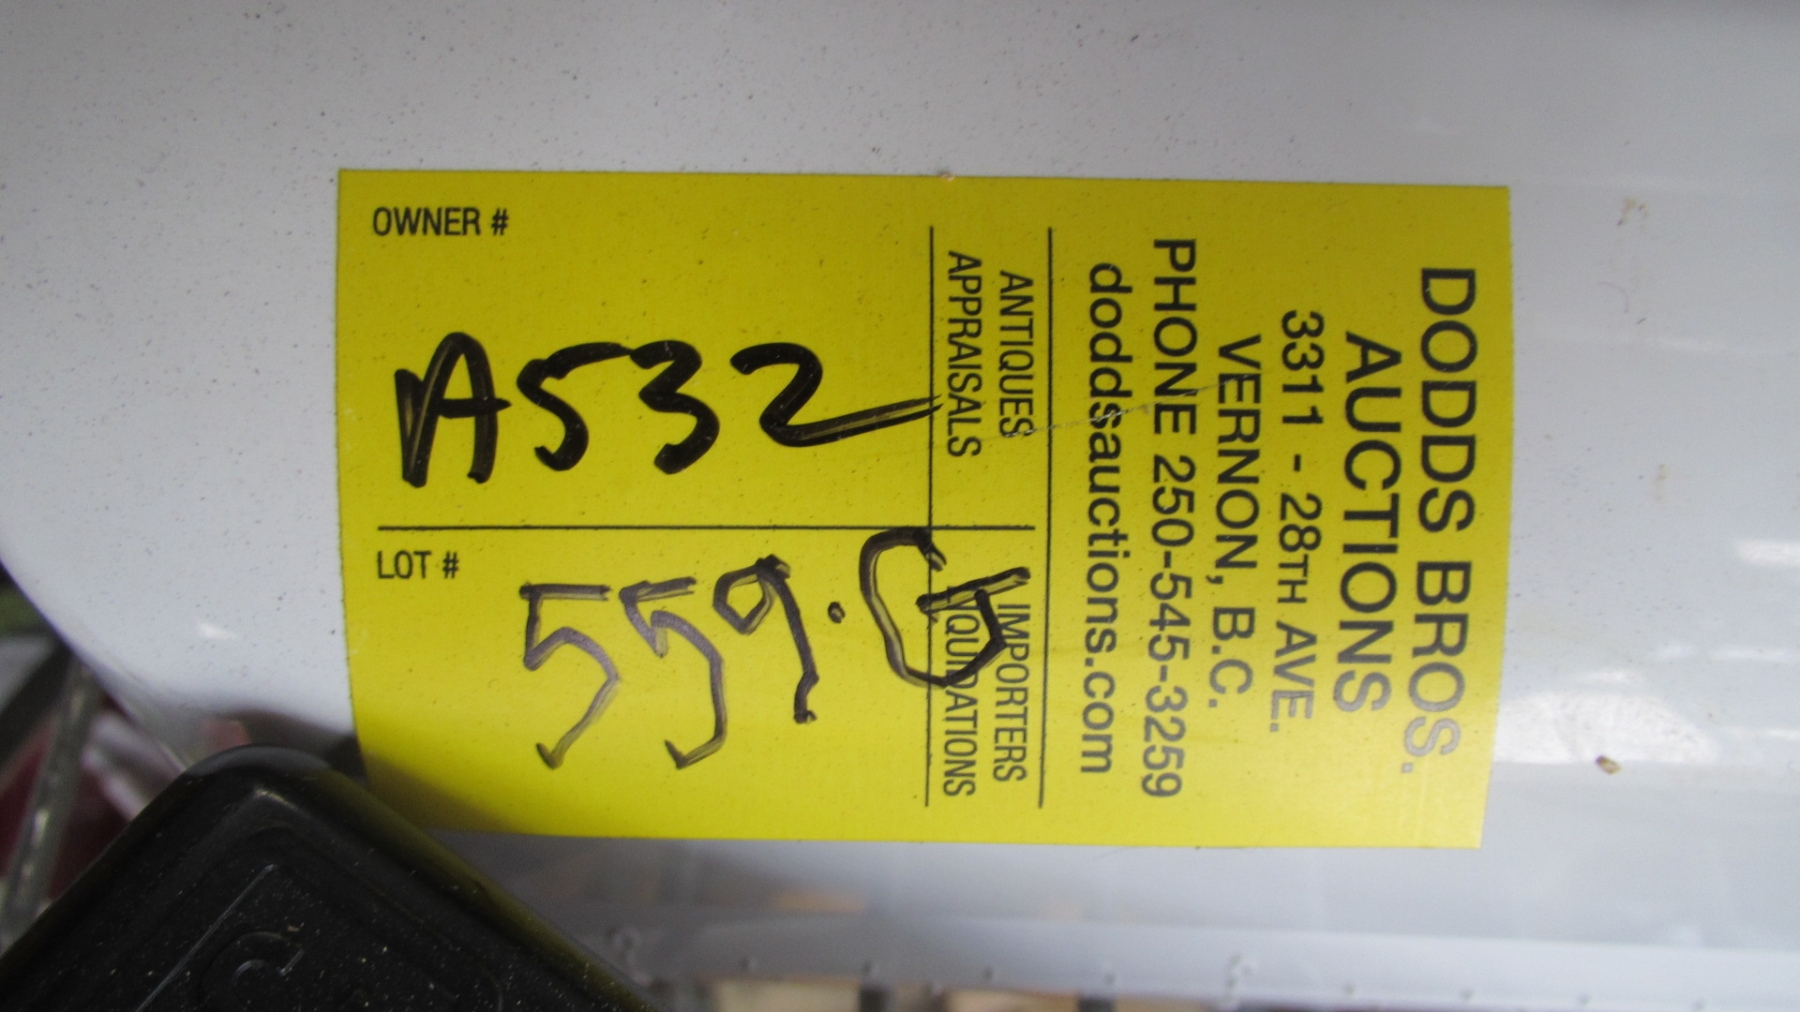 DODDS BROS.
AUCTIONS
3311 - 28TH AVE.
VERNON, B.C.
PHONE 250-545-3259
doddsauctions.com
ANTIQUES
APPRAISALS
IMPORTERS
LIQUIDATIONS
OWNER #
A532
LOT #
559.